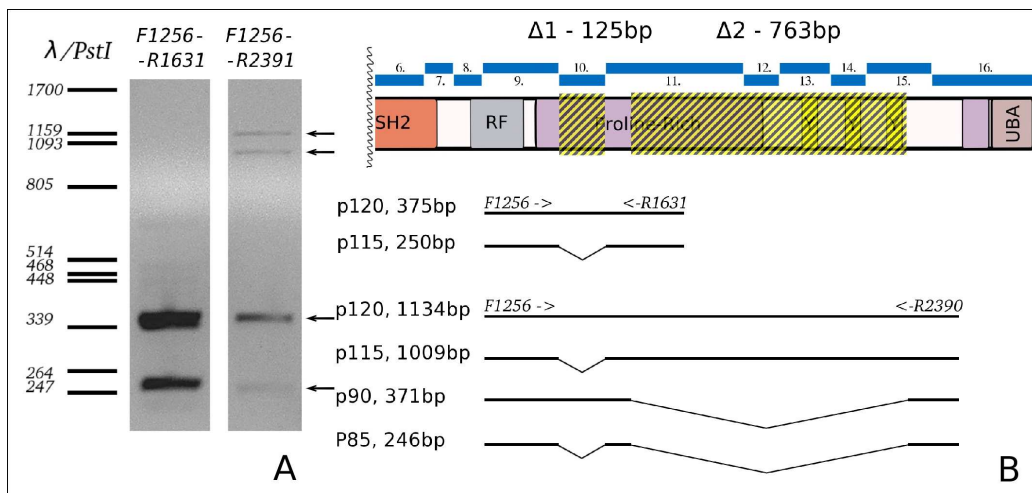 λ/PstI
F1256-
-R1631
F1256-
-R2391
1700
1159
1093
805
514
468
448
339
264
247
A
Δ1 - 125bp Δ2 - 763bp
6. 8. 10. 12. 14. 16.
7. 9. 11. 13. 15.
SH2 RF Proline-Rich Y Y Y UBA
p120, 375bp F1256 -> <-R1631
p115, 250bp
p120, 1134bp F1256 -> <-R2390
p115, 1009bp
p90, 371bp
P85, 246bp
B